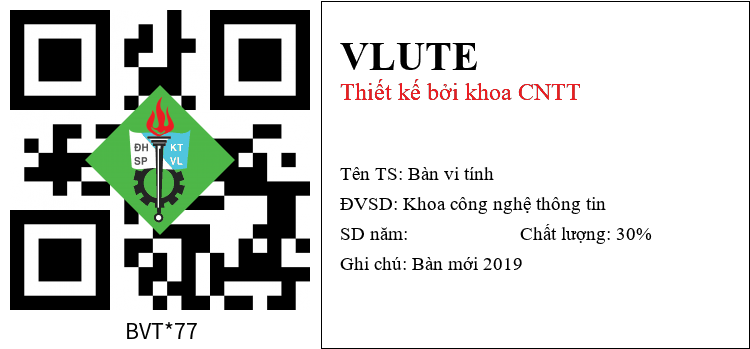 ĐH KT
SP VL
BVT*77
VLUTE
Thiết kế bởi khoa CNTT
Tên TS: Bàn vi tính
ĐVSD: Khoa công nghệ thông tin
SD năm: Chất lượng: 30%
Ghi chú: Bàn mới 2019